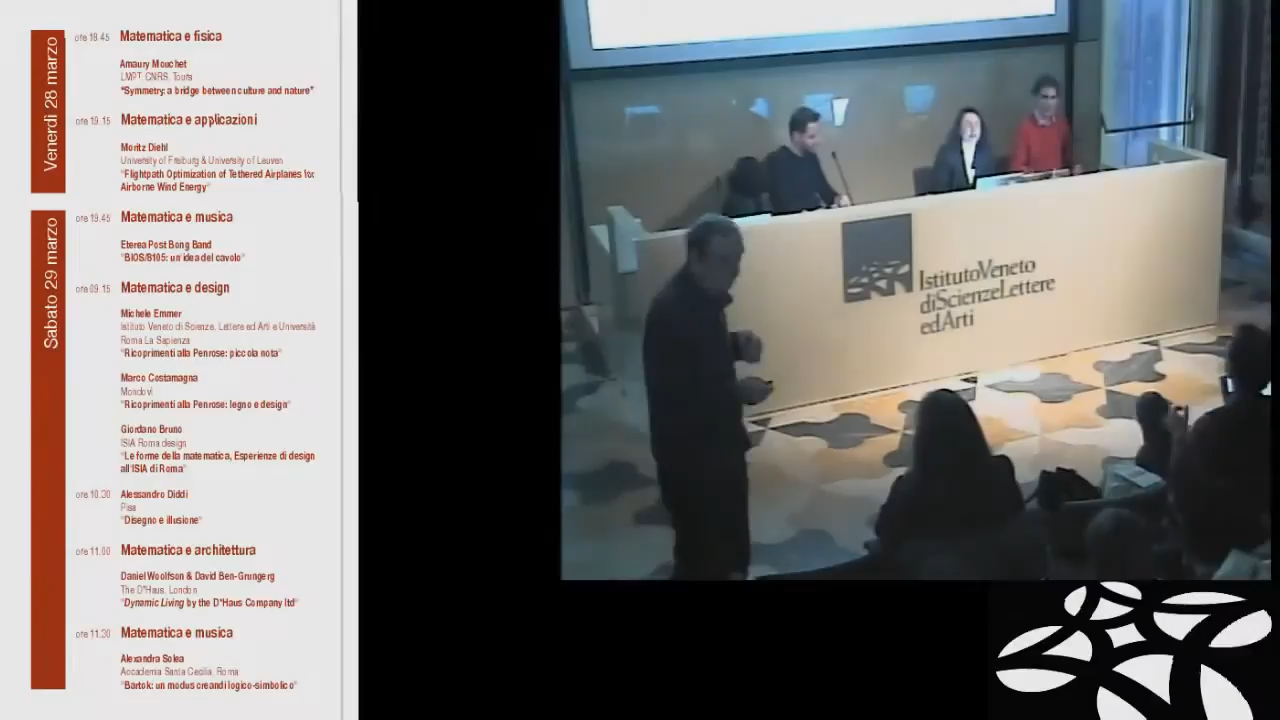 Venerdì 28 marzo
ore 18.45 Matematica e fisica
Amaury Mouchet
LMPT CNRS, Tours
"Symmetry: a bridge between culture and nature"
ore 19.15 Matematica e applicazioni
Moritz Diehl
University of Freiburg & University of Leuven
"Flightpath Optimization of Tethered Airplanes for
Airborne Wind Energy"
Sabato 29 marzo
ore 19.45 Matematica e musica
Eterea Post Bong Band
"BIOS/8105: un'idea del cavolo"
ore 09.15 Matematica e design
Michele Emmer
Istituto Veneto di Scienze, Lettere ed Arti e Università
Roma La Sapienza
"Ricoprimenti alla Penrose: piccola nota"
Marco Costamagna
Mondovì
"Ricoprimenti alla Penrose: legno e design"
Giordano Bruno
ISIA Roma design
"Le forme della matematica, Esperienze di design
all'ISIA di Roma"
ore 10.30 Alessandro Diddi
Pisa
"Disegno e illusione"
ore 11.00 Matematica e architettura
Daniel Woolfson & David Ben-Grungerg
The D*Haus, London
"Dynamic Living by the D*Haus Company ltd"
ore 11.30 Matematica e musica
Alexandra Solea
Accademia Santa Cecilia, Roma
"Bartok: un modus creandi logico-simbolico"
IstitutoVeneto
diScienzeLettere
edArti